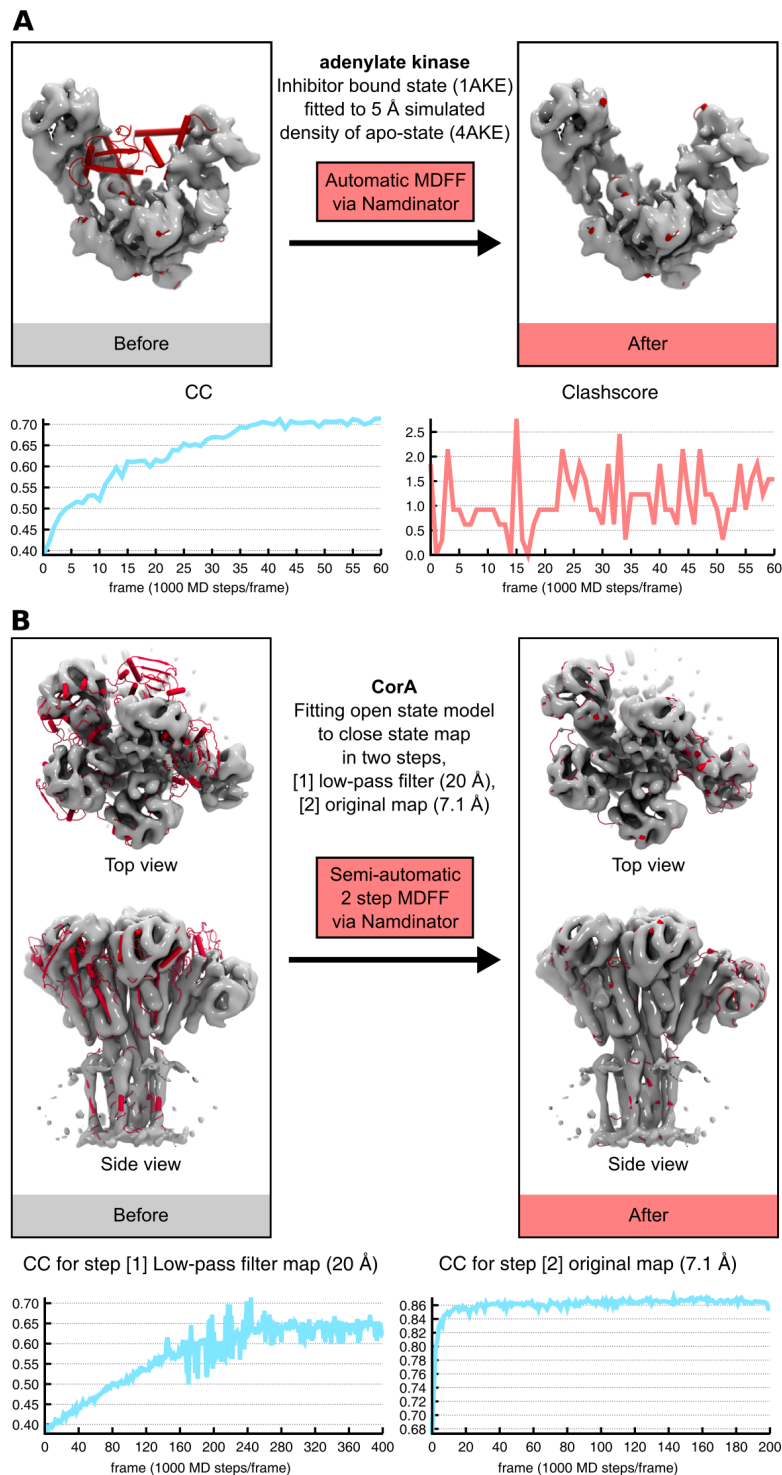 A
adenylate kinase
Inhibitor bound state (1AKE)
fitted to 5 Å simulated
density of apo-state (4AKE)
Automatic MDFF
via Namdinator
Before
After
CC
0.70
0.65
0.60
0.55
0.50
0.45
0.40
0 5 10 15 20 25 30 35 40 45 50 55 60
frame (1000 MD steps/frame)
Clashscore
2.5
2.0
1.5
1.0
0.5
0.0
0 5 10 15 20 25 30 35 40 45 50 55 60
frame (1000 MD steps/frame)
B
CorA
Fitting open state model
to close state map
in two steps,
[1] low-pass filter (20 Å),
[2] original map (7.1 Å)
Top view
Top view
Semi-automatic
2 step MDFF
via Namdinator
Side view
Side view
Before
After
CC for step [1] Low-pass filter map (20 Å)
0.70
0.65
0.60
0.55
0.50
0.45
0.40
0 40 80 120 160 200 240 280 320 360 400
frame (1000 MD steps/frame)
CC for step [2] original map (7.1 Å)
0.86
0.84
0.82
0.80
0.78
0.76
0.74
0.72
0.70
0.68
0 20 40 60 80 100 120 140 160 180 200
frame (1000 MD steps/frame)